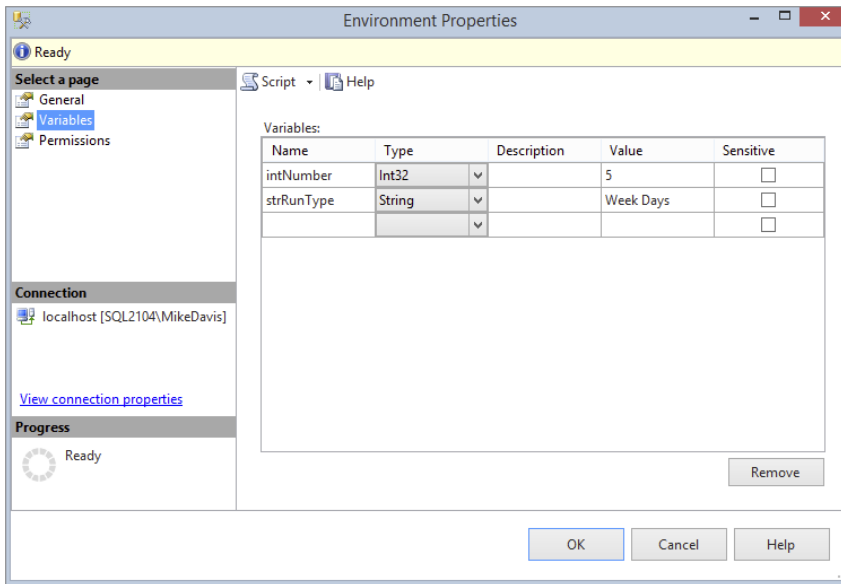 Environment Properties
Ready
Select a page
General
Variables
Permissions
Script Help
Variables:
Name Type Description Value Sensitive
intNumber Int32 5
strRunType String Week Days
Connection
localhost [SQL2104\MikeDavis]
View connection properties
Progress
Ready
Remove
OK Cancel Help